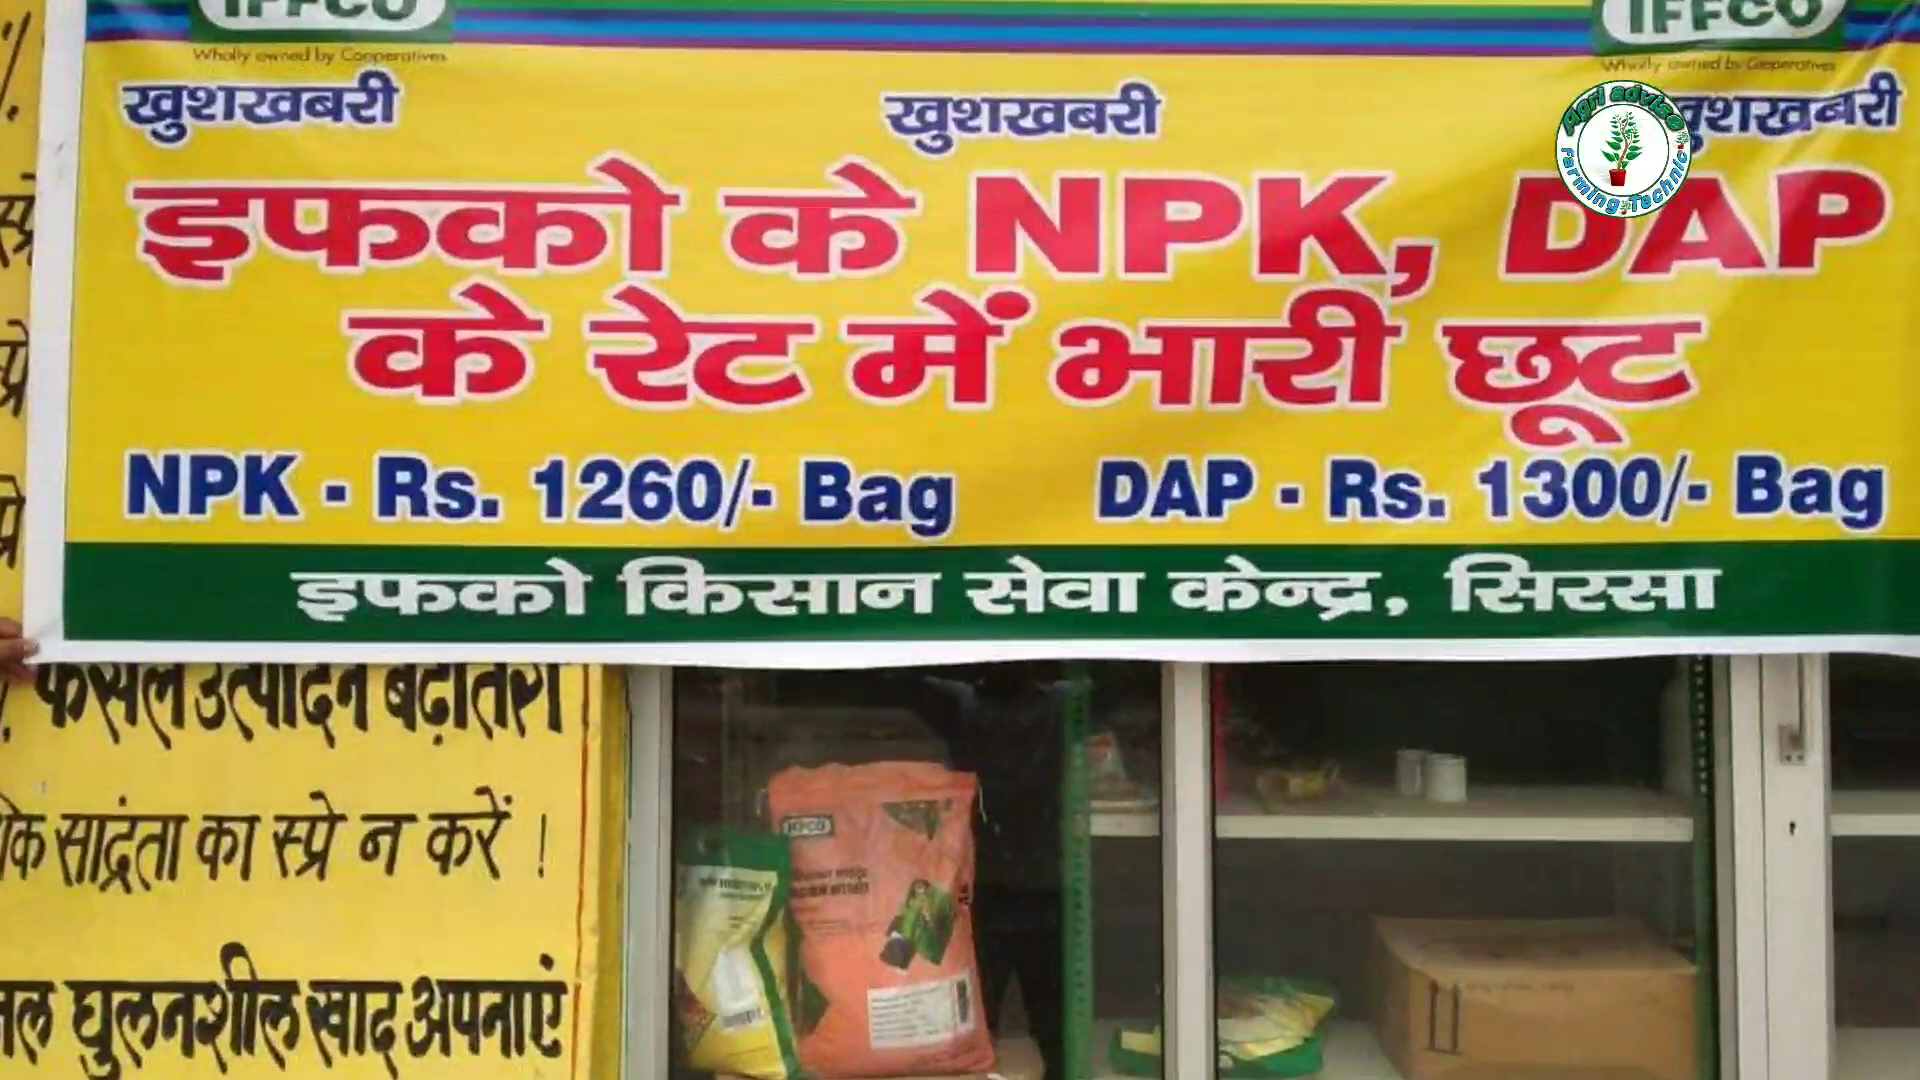 IFFCO IFFCO
Wholly owned by Cooperatives Wholly owned by Cooperatives
खुशखबरी खुशखबरी खुशखबरी
Agri advise
Farming Technic
इफको के NPK, DAP
के रेट में भारी छूट
NPK - Rs. 1260/- Bag DAP - Rs. 1300/- Bag
इफको किसान सेवा केन्द्र, सिरसा
फसल उत्पादन बढ़ोतरी
सांद्रंता का स्प्रे न करें !
घुलनशील खाद अपनाएं
IFFCO